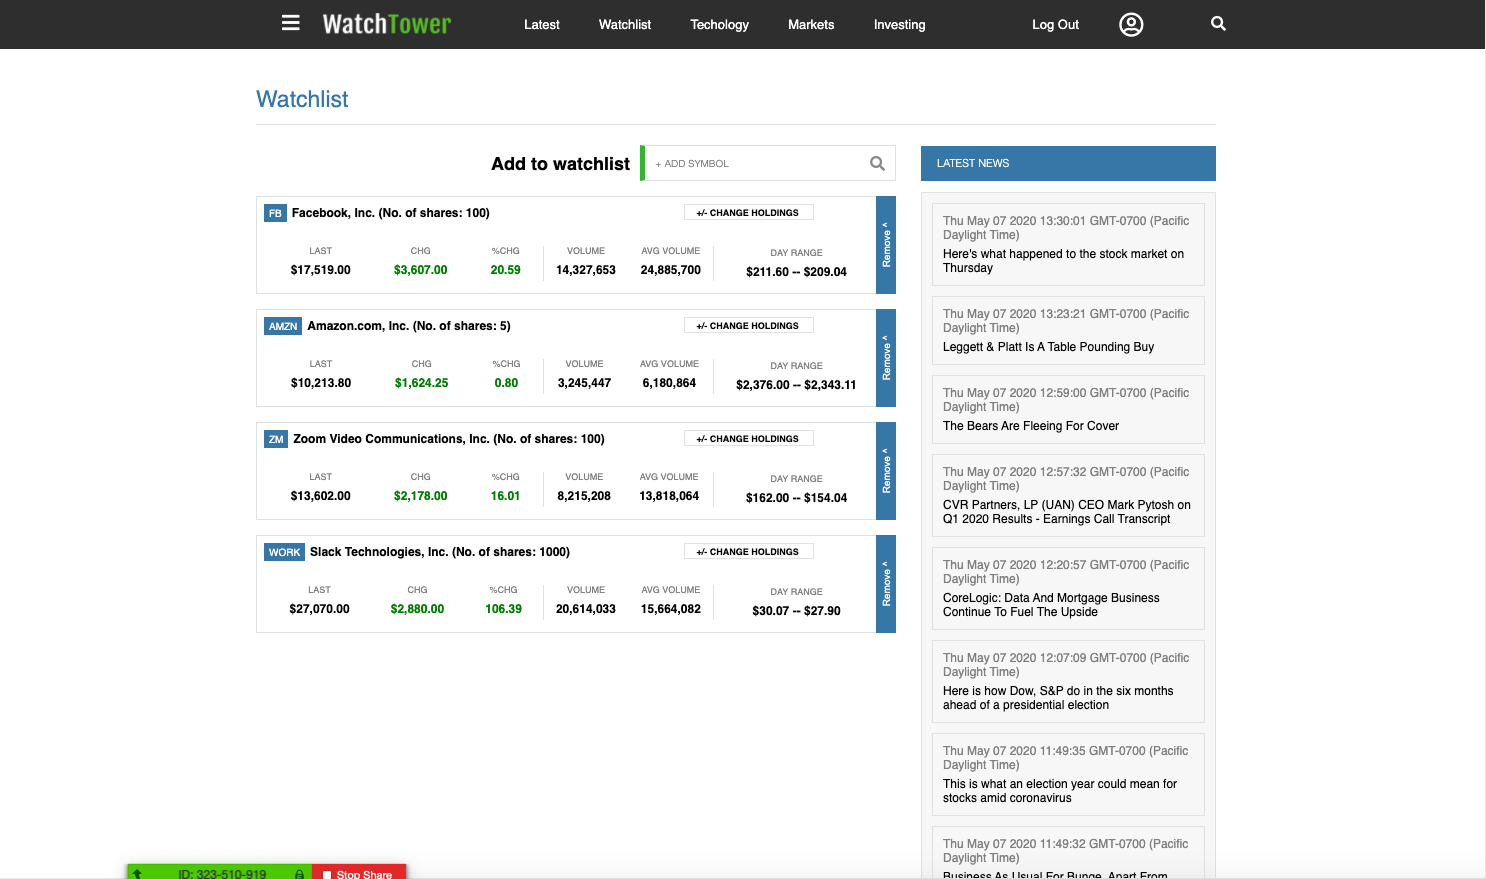 WatchTower
Latest
Watchlist
Techology
Markets
Investing
Log Out
Watchlist
Add to watchlist
+ ADD SYMBOL
FB Facebook, Inc. (No. of shares: 100)
+/- CHANGE HOLDINGS
LAST CHG %CHG VOLUME AVG VOLUME DAY RANGE
$17,519.00 $3,607.00 20.59 14,327,653 24,885,700 $211.60 -- $209.04
Remove ^
AMZN Amazon.com, Inc. (No. of shares: 5)
+/- CHANGE HOLDINGS
LAST CHG %CHG VOLUME AVG VOLUME DAY RANGE
$10,213.80 $1,624.25 0.80 3,245,447 6,180,864 $2,376.00 -- $2,343.11
Remove ^
ZM Zoom Video Communications, Inc. (No. of shares: 100)
+/- CHANGE HOLDINGS
LAST CHG %CHG VOLUME AVG VOLUME DAY RANGE
$13,602.00 $2,178.00 16.01 8,215,208 13,818,064 $162.00 -- $154.04
Remove ^
WORK Slack Technologies, Inc. (No. of shares: 1000)
+/- CHANGE HOLDINGS
LAST CHG %CHG VOLUME AVG VOLUME DAY RANGE
$27,070.00 $2,880.00 106.39 20,614,033 15,664,082 $30.07 -- $27.90
Remove ^
LATEST NEWS
Thu May 07 2020 13:30:01 GMT-0700 (Pacific
Daylight Time)
Here's what happened to the stock market on
Thursday
Thu May 07 2020 13:23:21 GMT-0700 (Pacific
Daylight Time)
Leggett & Platt Is A Table Pounding Buy
Thu May 07 2020 12:59:00 GMT-0700 (Pacific
Daylight Time)
The Bears Are Fleeing For Cover
Thu May 07 2020 12:57:32 GMT-0700 (Pacific
Daylight Time)
CVR Partners, LP (UAN) CEO Mark Pytosh on
Q1 2020 Results - Earnings Call Transcript
Thu May 07 2020 12:20:57 GMT-0700 (Pacific
Daylight Time)
CoreLogic: Data And Mortgage Business
Continue To Fuel The Upside
Thu May 07 2020 12:07:09 GMT-0700 (Pacific
Daylight Time)
Here is how Dow, S&P do in the six months
ahead of a presidential election
Thu May 07 2020 11:49:35 GMT-0700 (Pacific
Daylight Time)
This is what an election year could mean for
stocks amid coronavirus
Thu May 07 2020 11:49:32 GMT-0700 (Pacific
Daylight Time)
Business As Usual For Bunge, Apart From
ID: 323-510-919
Stop Share